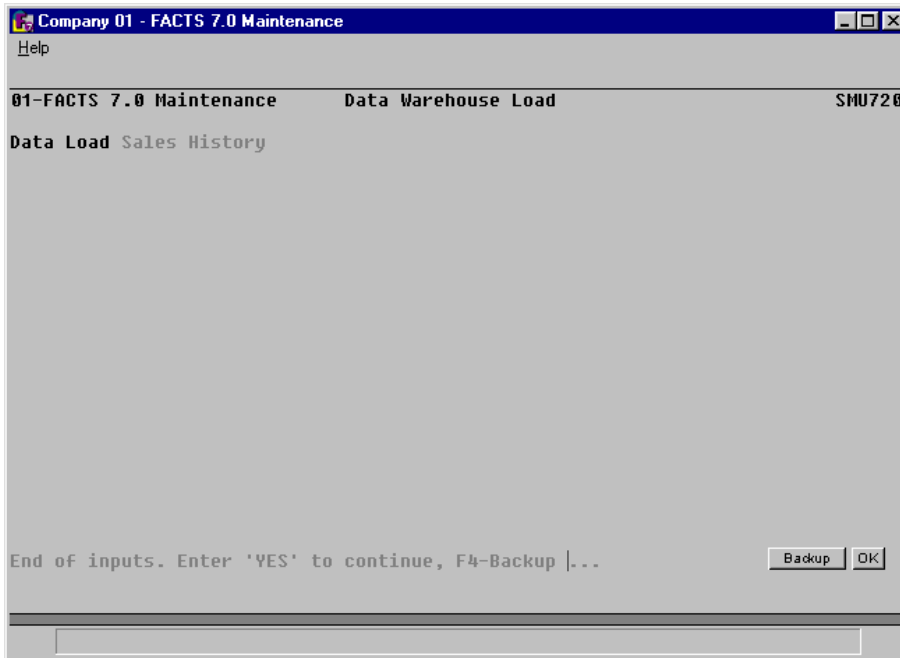 Company 01 - FACTS 7.0 Maintenance
Help
01-FACTS 7.0 Maintenance Data Warehouse Load SMU720
Data Load Sales History
End of inputs. Enter 'YES' to continue, F4-Backup ... Backup OK